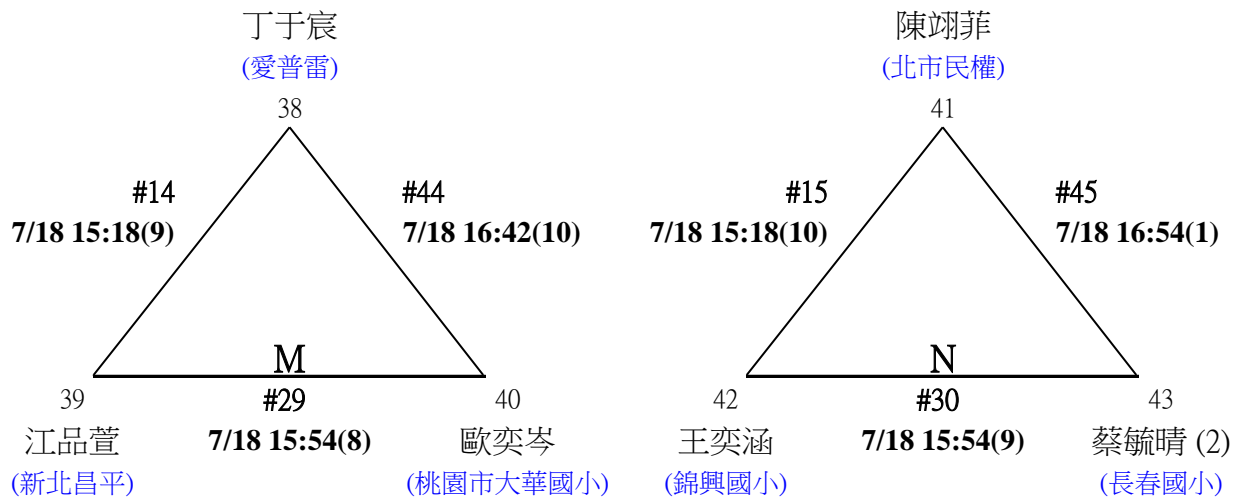 丁于宸
(愛普雷)
38
#14
7/18 15:18(9)
#44
7/18 16:42(10)
M
39
#29
40
江品萱
7/18 15:54(8)
歐奕岑
(新北昌平)
(桃園市大華國小)
陳翊菲
(北市民權)
41
#15
7/18 15:18(10)
#45
7/18 16:54(1)
N
42
#30
43
王奕涵
7/18 15:54(9)
蔡毓晴 (2)
(錦興國小)
(長春國小)